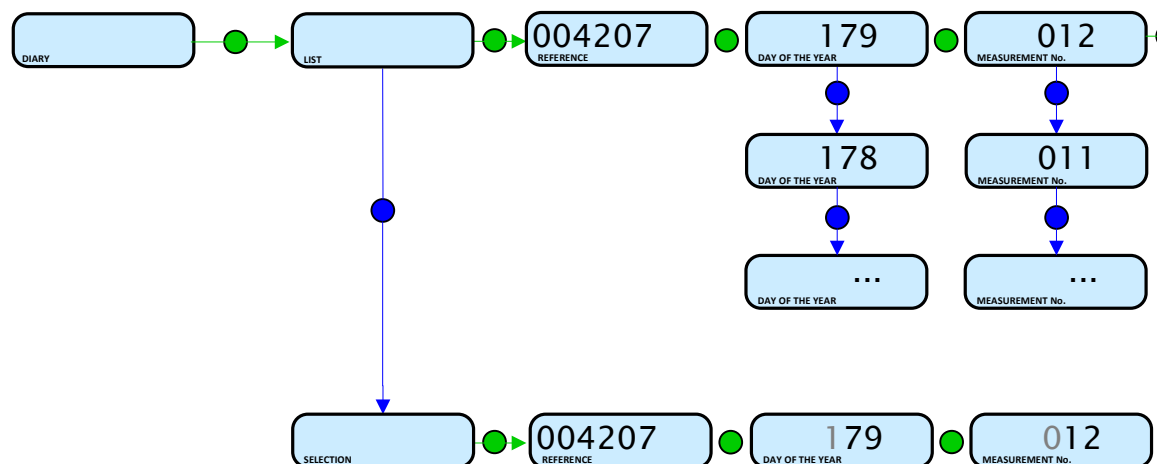 DIARY
LIST
004207
REFERENCE
179
DAY OF THE YEAR
012
MEASUREMENT No.
178
DAY OF THE YEAR
011
MEASUREMENT No.
...
DAY OF THE YEAR
...
MEASUREMENT No.
SELECTION
004207
REFERENCE
179
DAY OF THE YEAR
012
MEASUREMENT No.